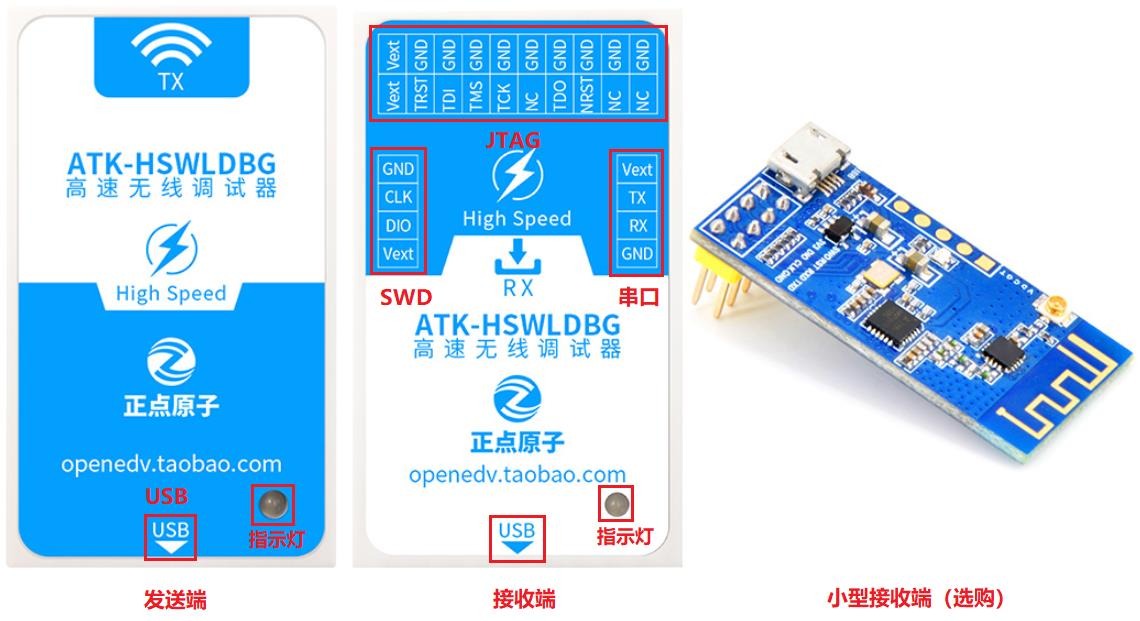 TX
ATK-HSWLDBG
高速无线调试器
High Speed
正点原子
openedv.taobao.com
USB
USB
指示灯
发送端
Vext GND GND GND GND GND GND GND GND GND
Vext TRST TDI TMS TCK NC TDO NRST NC NC
JTAG
GND
CLK
DIO
Vext
SWD
High Speed
RX
Vext
TX
RX
GND
串口
ATK-HSWLDBG
高速无线调试器
正点原子
openedv.taobao.com
USB
指示灯
接收端
小型接收端（选购）